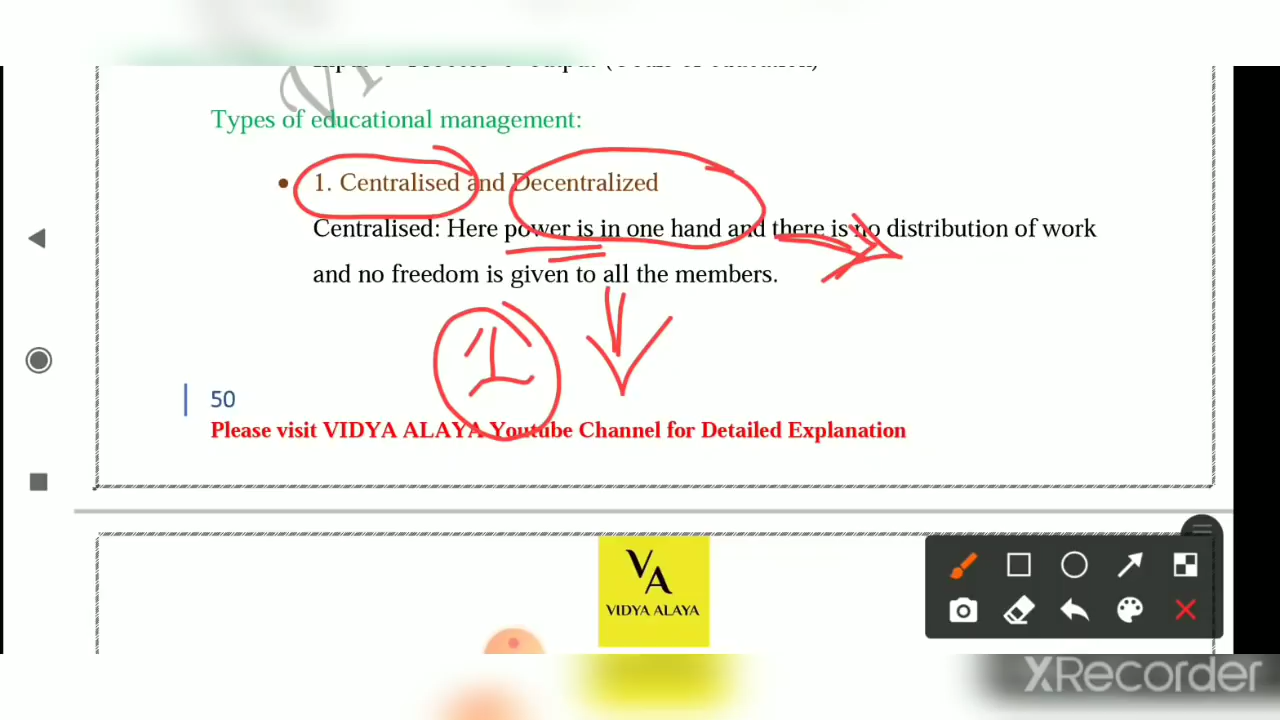 Types of educational management:
1. Centralised and Decentralized
Centralised: Here power is in one hand and there is no distribution of work
and no freedom is given to all the members.
1
50
Please visit VIDYA ALAYA Youtube Channel for Detailed Explanation
VA
VIDYA ALAYA
XRecorder